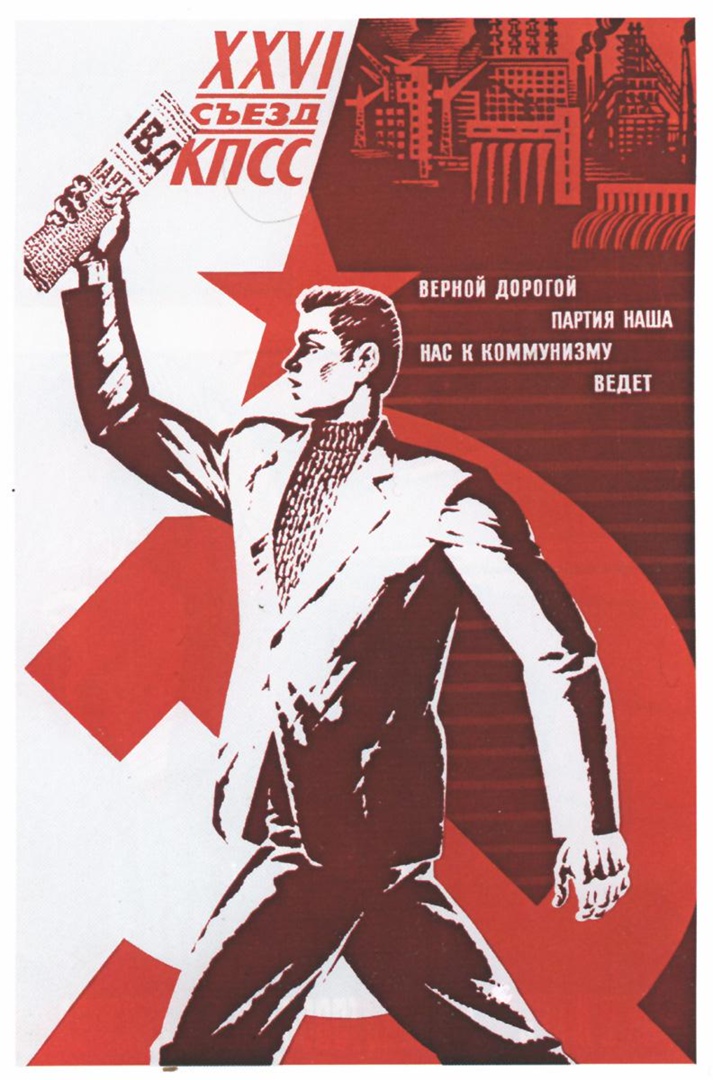 XXVI
СЪЕЗД
КПСС
ВЕРНОЙ ДОРОГОЙ
ПАРТИЯ НАША
НАС К КОММУНИЗМУ
ВЕДЕТ